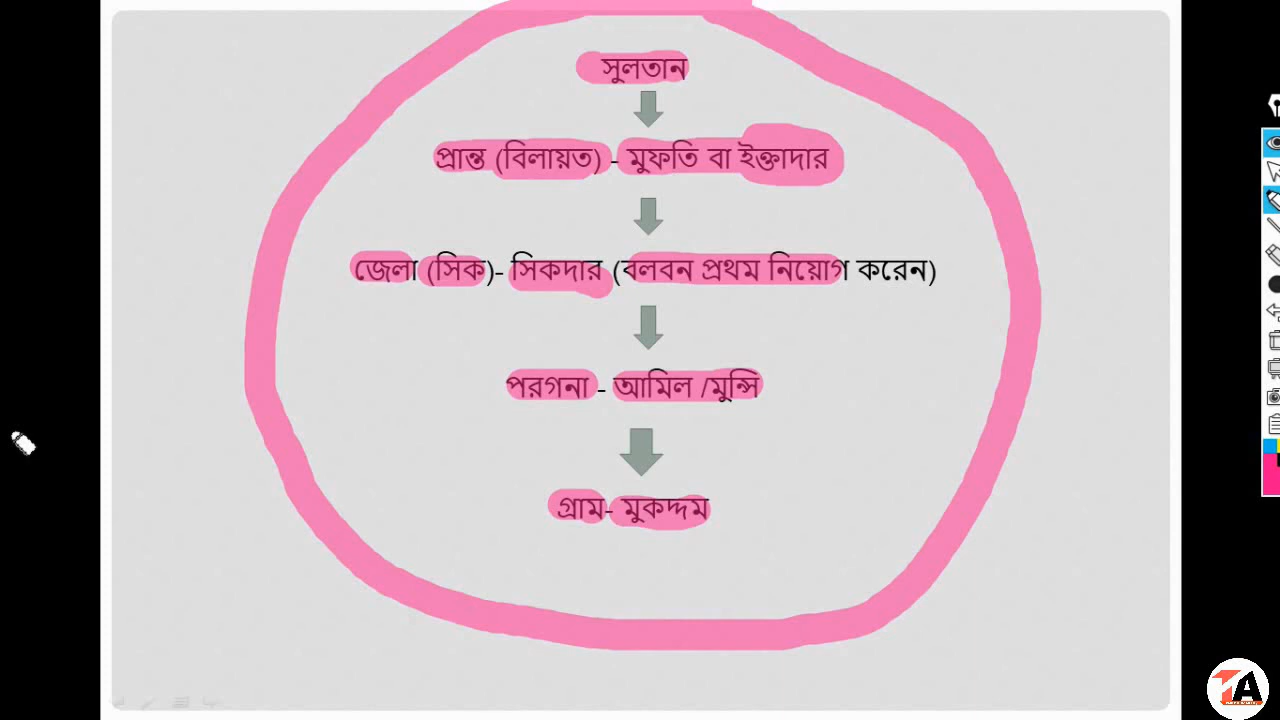 সুলতান
প্রান্ত (বিলায়ত) - মুফতি বা ইক্তাদার
জেলা (সিক)- সিকদার (বলবন প্রথম নিয়োগ করেন)
পরগনা - আমিল /মুন্সি
গ্রাম- মুকদ্দম